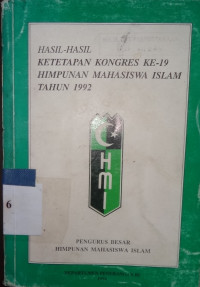 HASIL-HASIL
KETETAPAN KONGRES KE-19
HIMPUNAN MAHASISWA ISLAM
TAHUN 1992
HMI
6
PENGURUS BESAR
HIMPUNAN MAHASISWA ISLAM